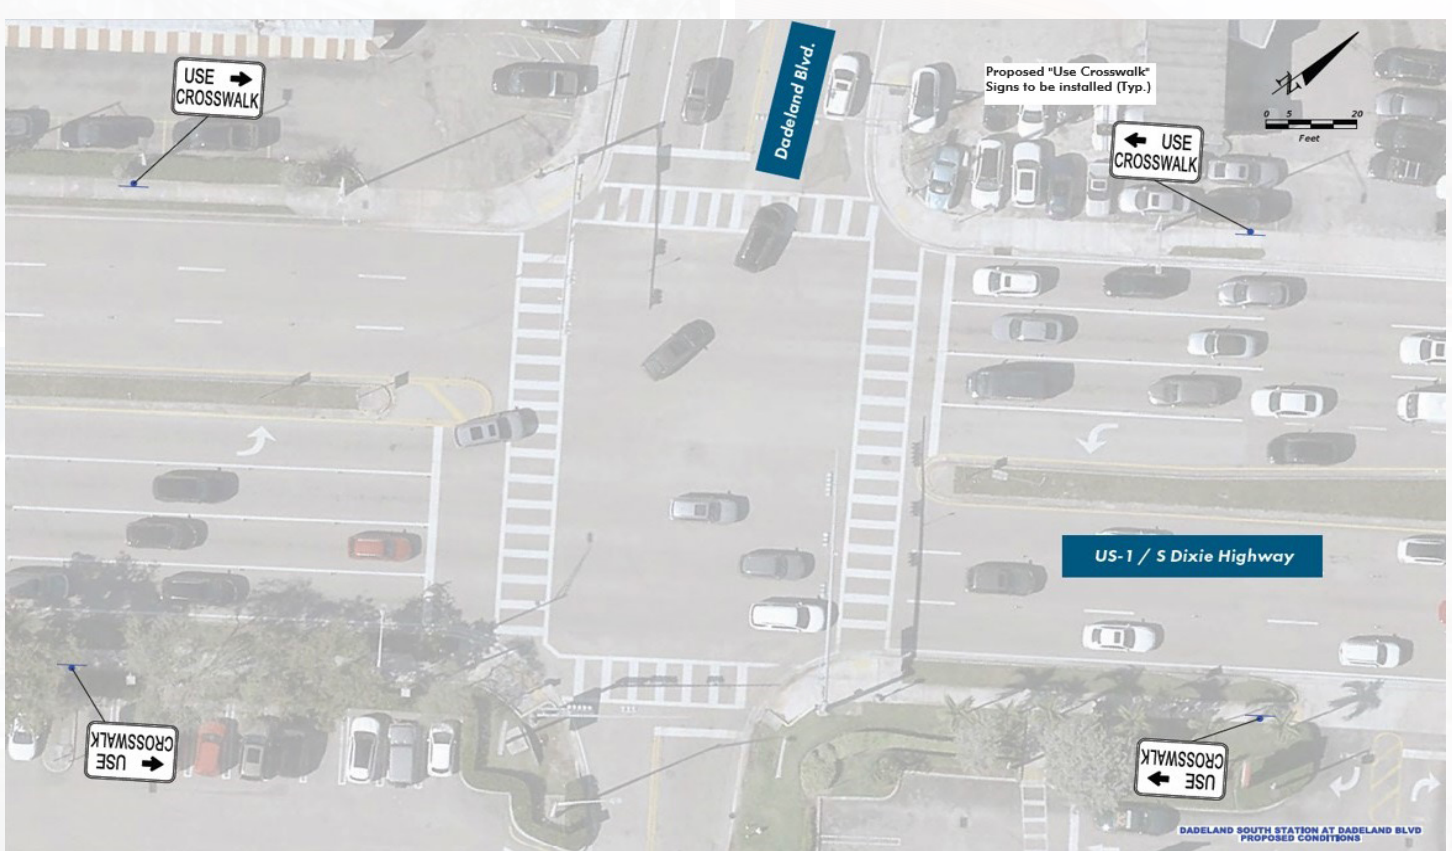 USE
CROSSWALK
Dadeland Blvd.
Proposed "Use Crosswalk"
Signs to be installed (Typ.)
N
0 5 20
Feet
USE
CROSSWALK
US-1 / S Dixie Highway
USE
CROSSWALK
USE
CROSSWALK
DADELAND SOUTH STATION AT DADELAND BLVD
PROPOSED CONDITIONS